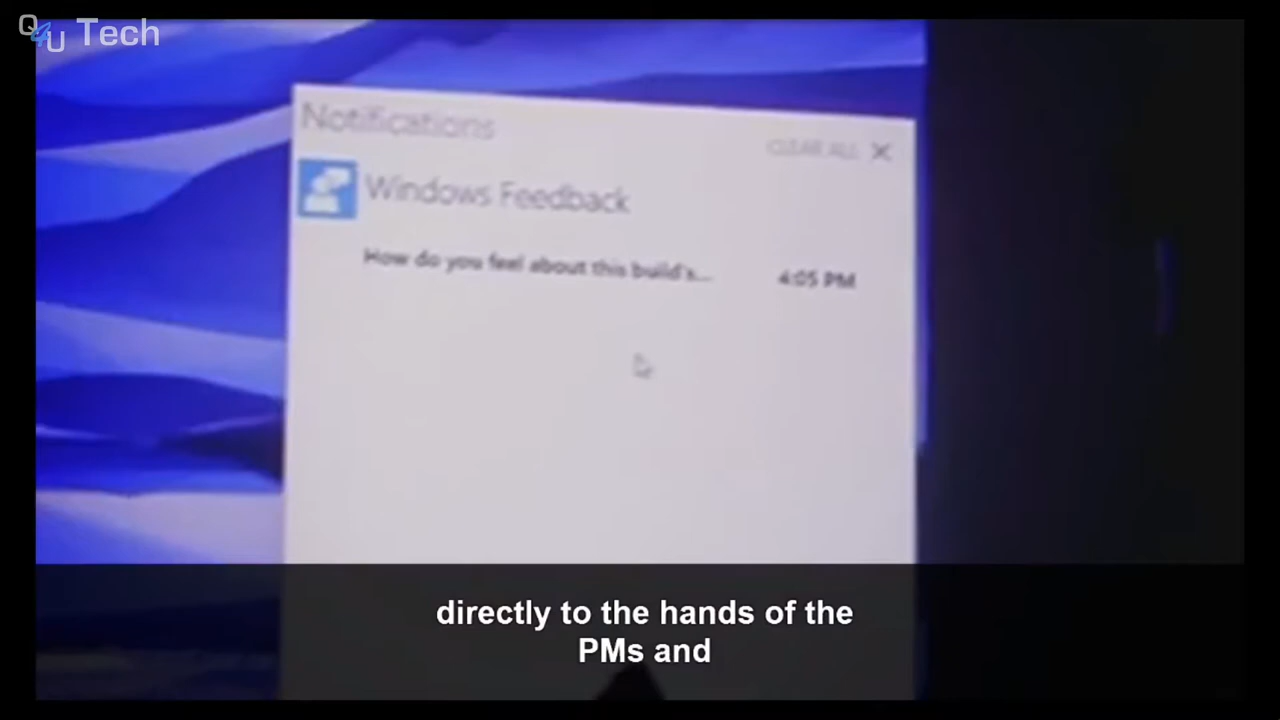 Q4U Tech
Notifications
CLEAR ALL
Windows Feedback
How do you feel about this build's...
4:05 PM
directly to the hands of the
PMs and